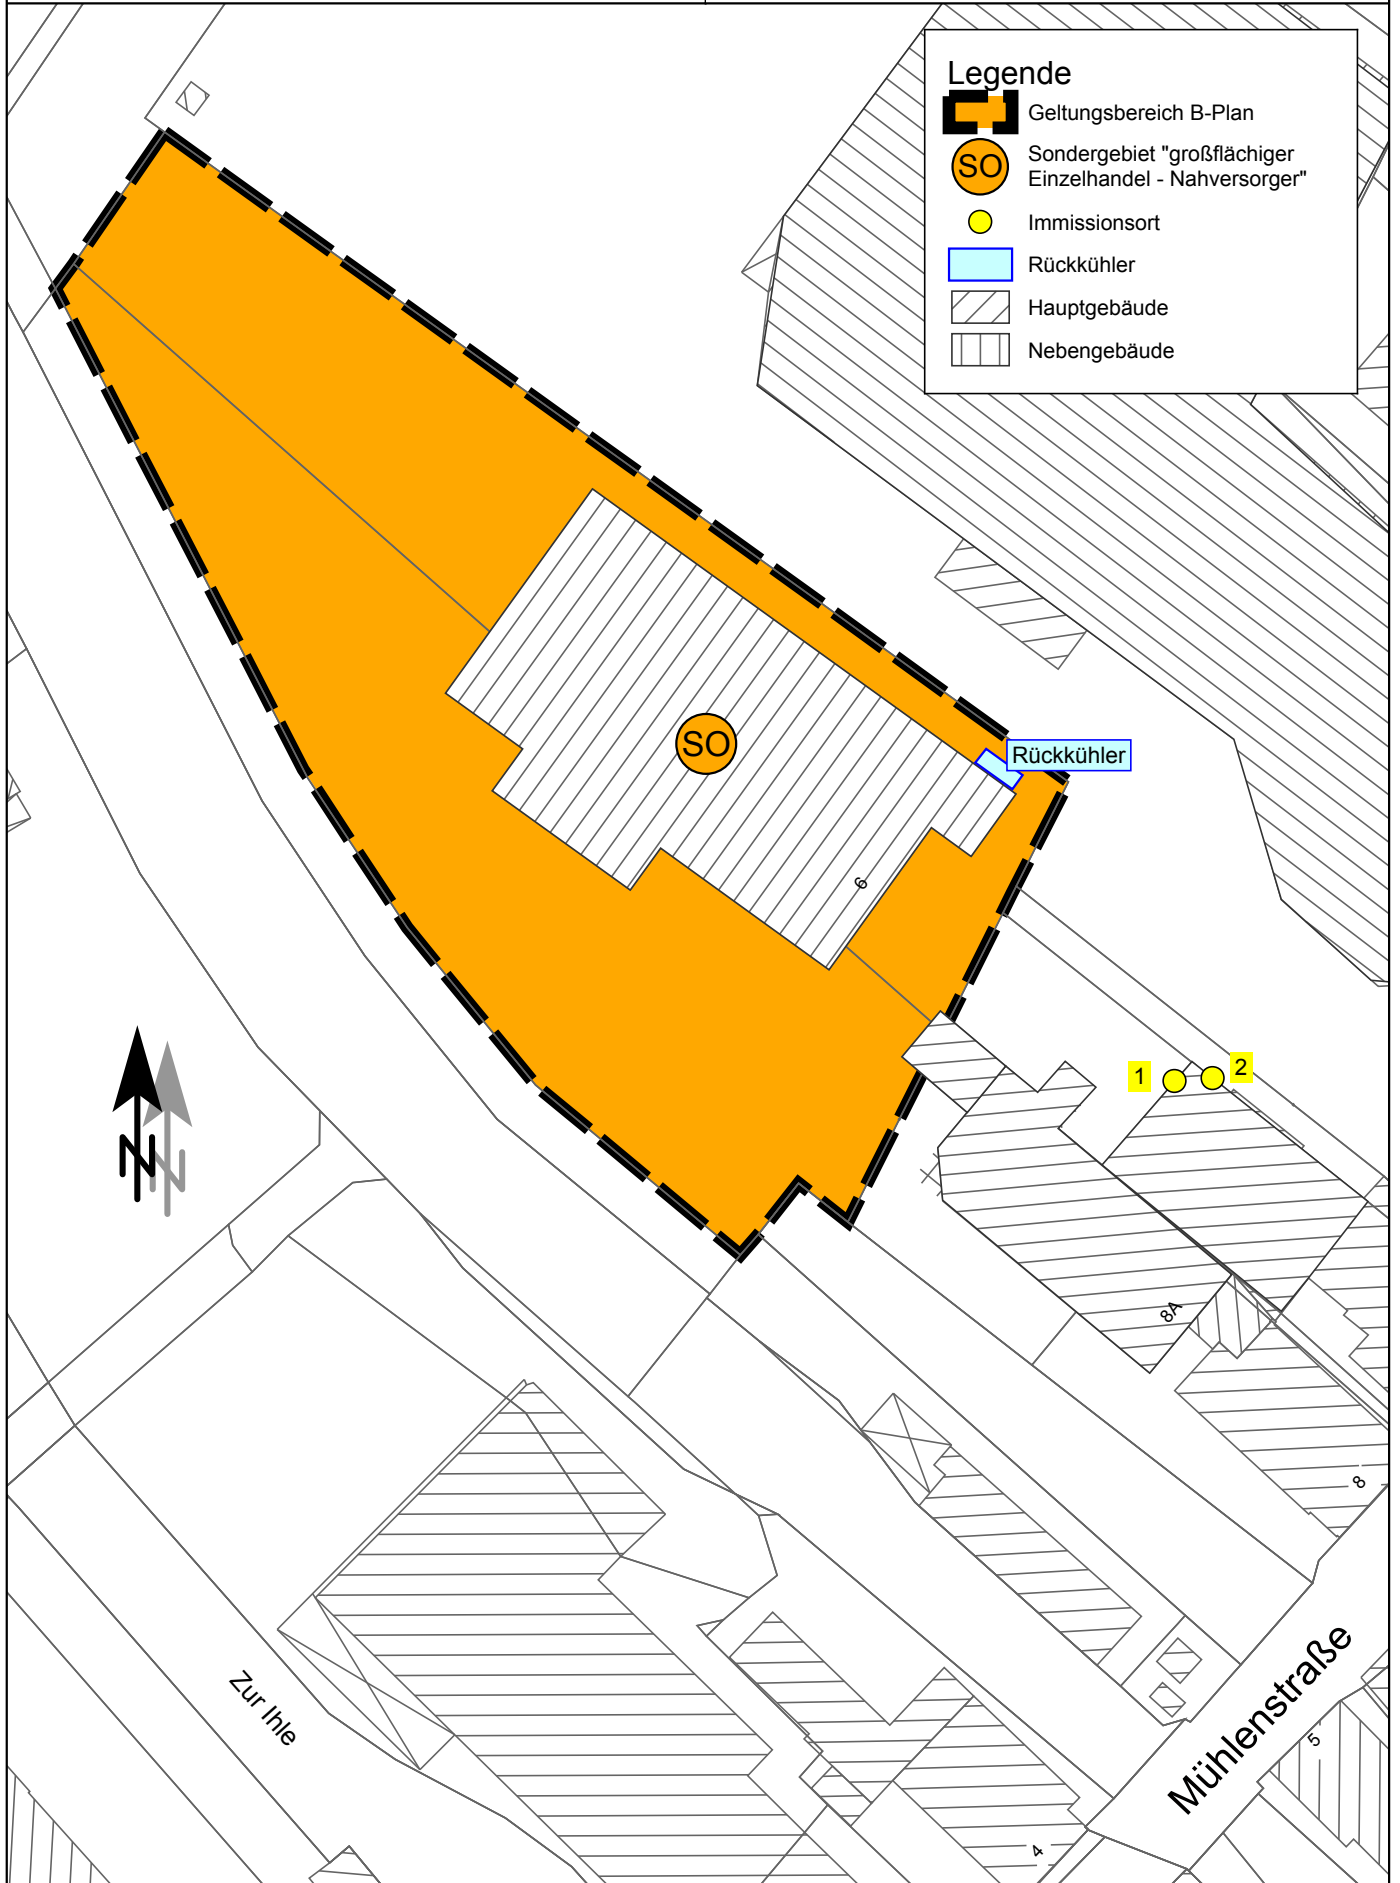 Legende
Geltungsbereich B-Plan
SO
Sondergebiet "großflächiger
Einzelhandel - Nahversorger"
Immissionsort
Rückkühler
Hauptgebäude
Nebengebäude
SO
Rückkühler
6
1
2
N
8A
8
Zur Ihle
Mühlenstraße
5
4